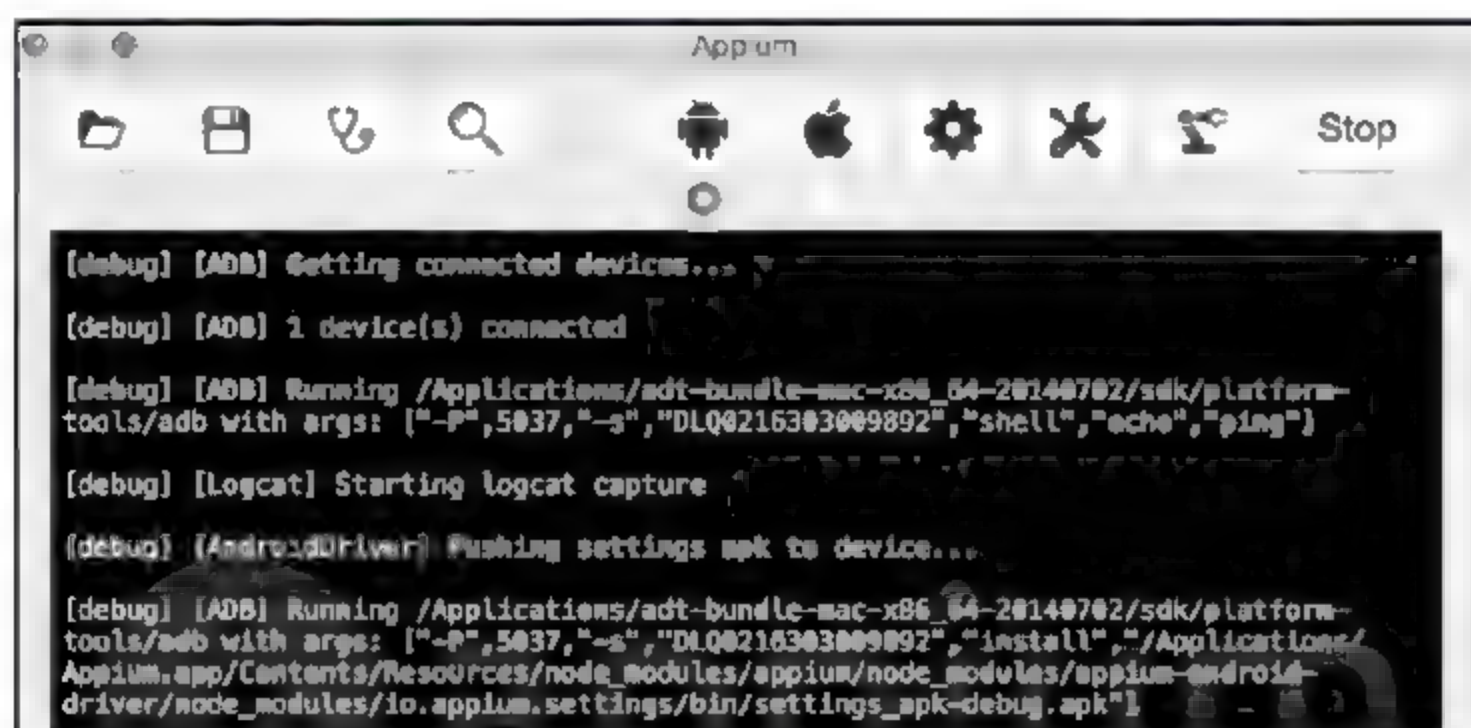 Appium
Stop
[debug] [ADB] Getting connected devices...
[debug] [ADB] 1 device(s) connected
[debug] [ADB] Running /Applications/adt-bundle-mac-x86_64-20140702/sdk/platform-
tools/adb with args: ["-P",5037,"-s","DLQ0216303009892","shell","echo","ping"]
[debug] [Logcat] Starting logcat capture
[debug] [AndroidDriver] Pushing settings apk to device...
[debug] [ADB] Running /Applications/adt-bundle-mac-x86_64-20140702/sdk/platform-
tools/adb with args: ["-P",5037,"-s","DLQ0216303009892","install","/Applications/
Appium.app/Contents/Resources/node_modules/appium/node_modules/appium-android-
driver/node_modules/io.appium.settings/bin/settings_apk-debug.apk"]